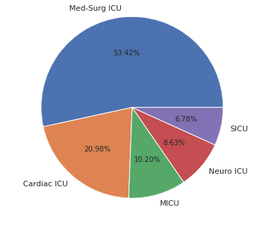 Med-Surg ICU
53.42%
6.78%
SICU
8.63%
20.98%
10.20%
Neuro ICU
Cardiac ICU
MICU